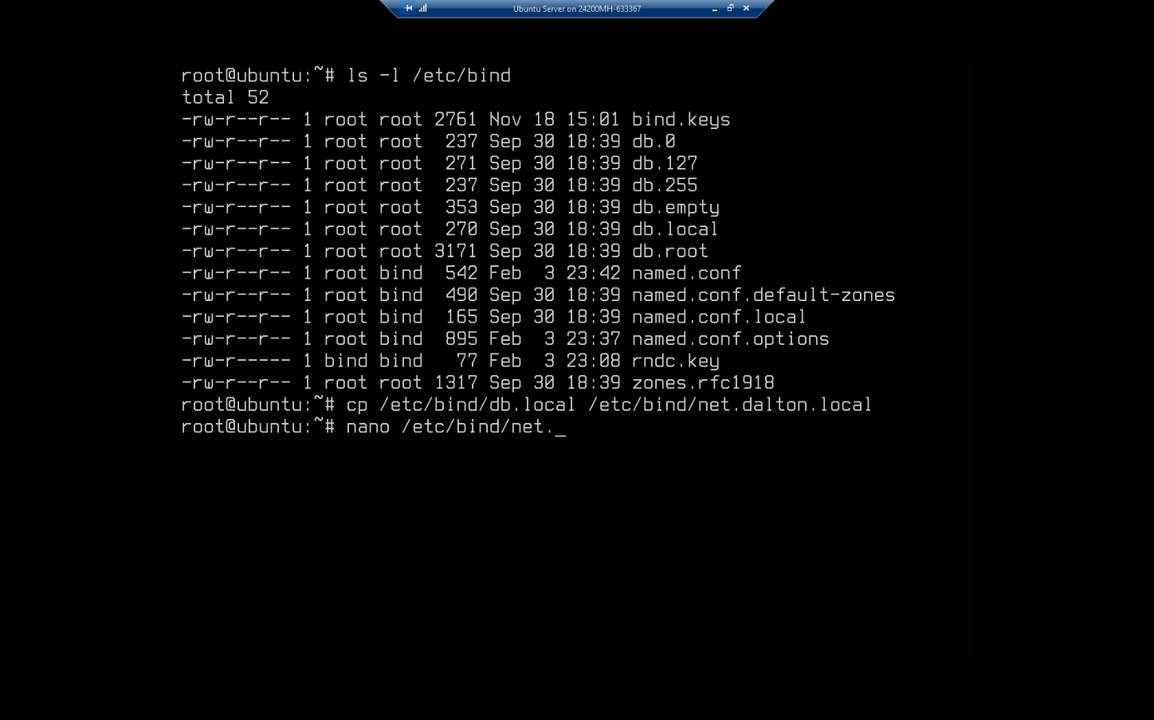 Ubuntu Server on 24200MH-633367
root@ubuntu:~# ls -l /etc/bind
total 52
-rw-r--r-- 1 root root 2761 Nov 18 15:01 bind.keys
-rw-r--r-- 1 root root  237 Sep 30 18:39 db.0
-rw-r--r-- 1 root root  271 Sep 30 18:39 db.127
-rw-r--r-- 1 root root  237 Sep 30 18:39 db.255
-rw-r--r-- 1 root root  353 Sep 30 18:39 db.empty
-rw-r--r-- 1 root root  270 Sep 30 18:39 db.local
-rw-r--r-- 1 root root 3171 Sep 30 18:39 db.root
-rw-r--r-- 1 root bind  542 Feb  3 23:42 named.conf
-rw-r--r-- 1 root bind  490 Sep 30 18:39 named.conf.default-zones
-rw-r--r-- 1 root bind  165 Sep 30 18:39 named.conf.local
-rw-r--r-- 1 root bind  895 Feb  3 23:37 named.conf.options
-rw-r----- 1 bind bind   77 Feb  3 23:08 rndc.key
-rw-r--r-- 1 root root 1317 Sep 30 18:39 zones.rfc1918
root@ubuntu:~# cp /etc/bind/db.local /etc/bind/net.dalton.local
root@ubuntu:~# nano /etc/bind/net._